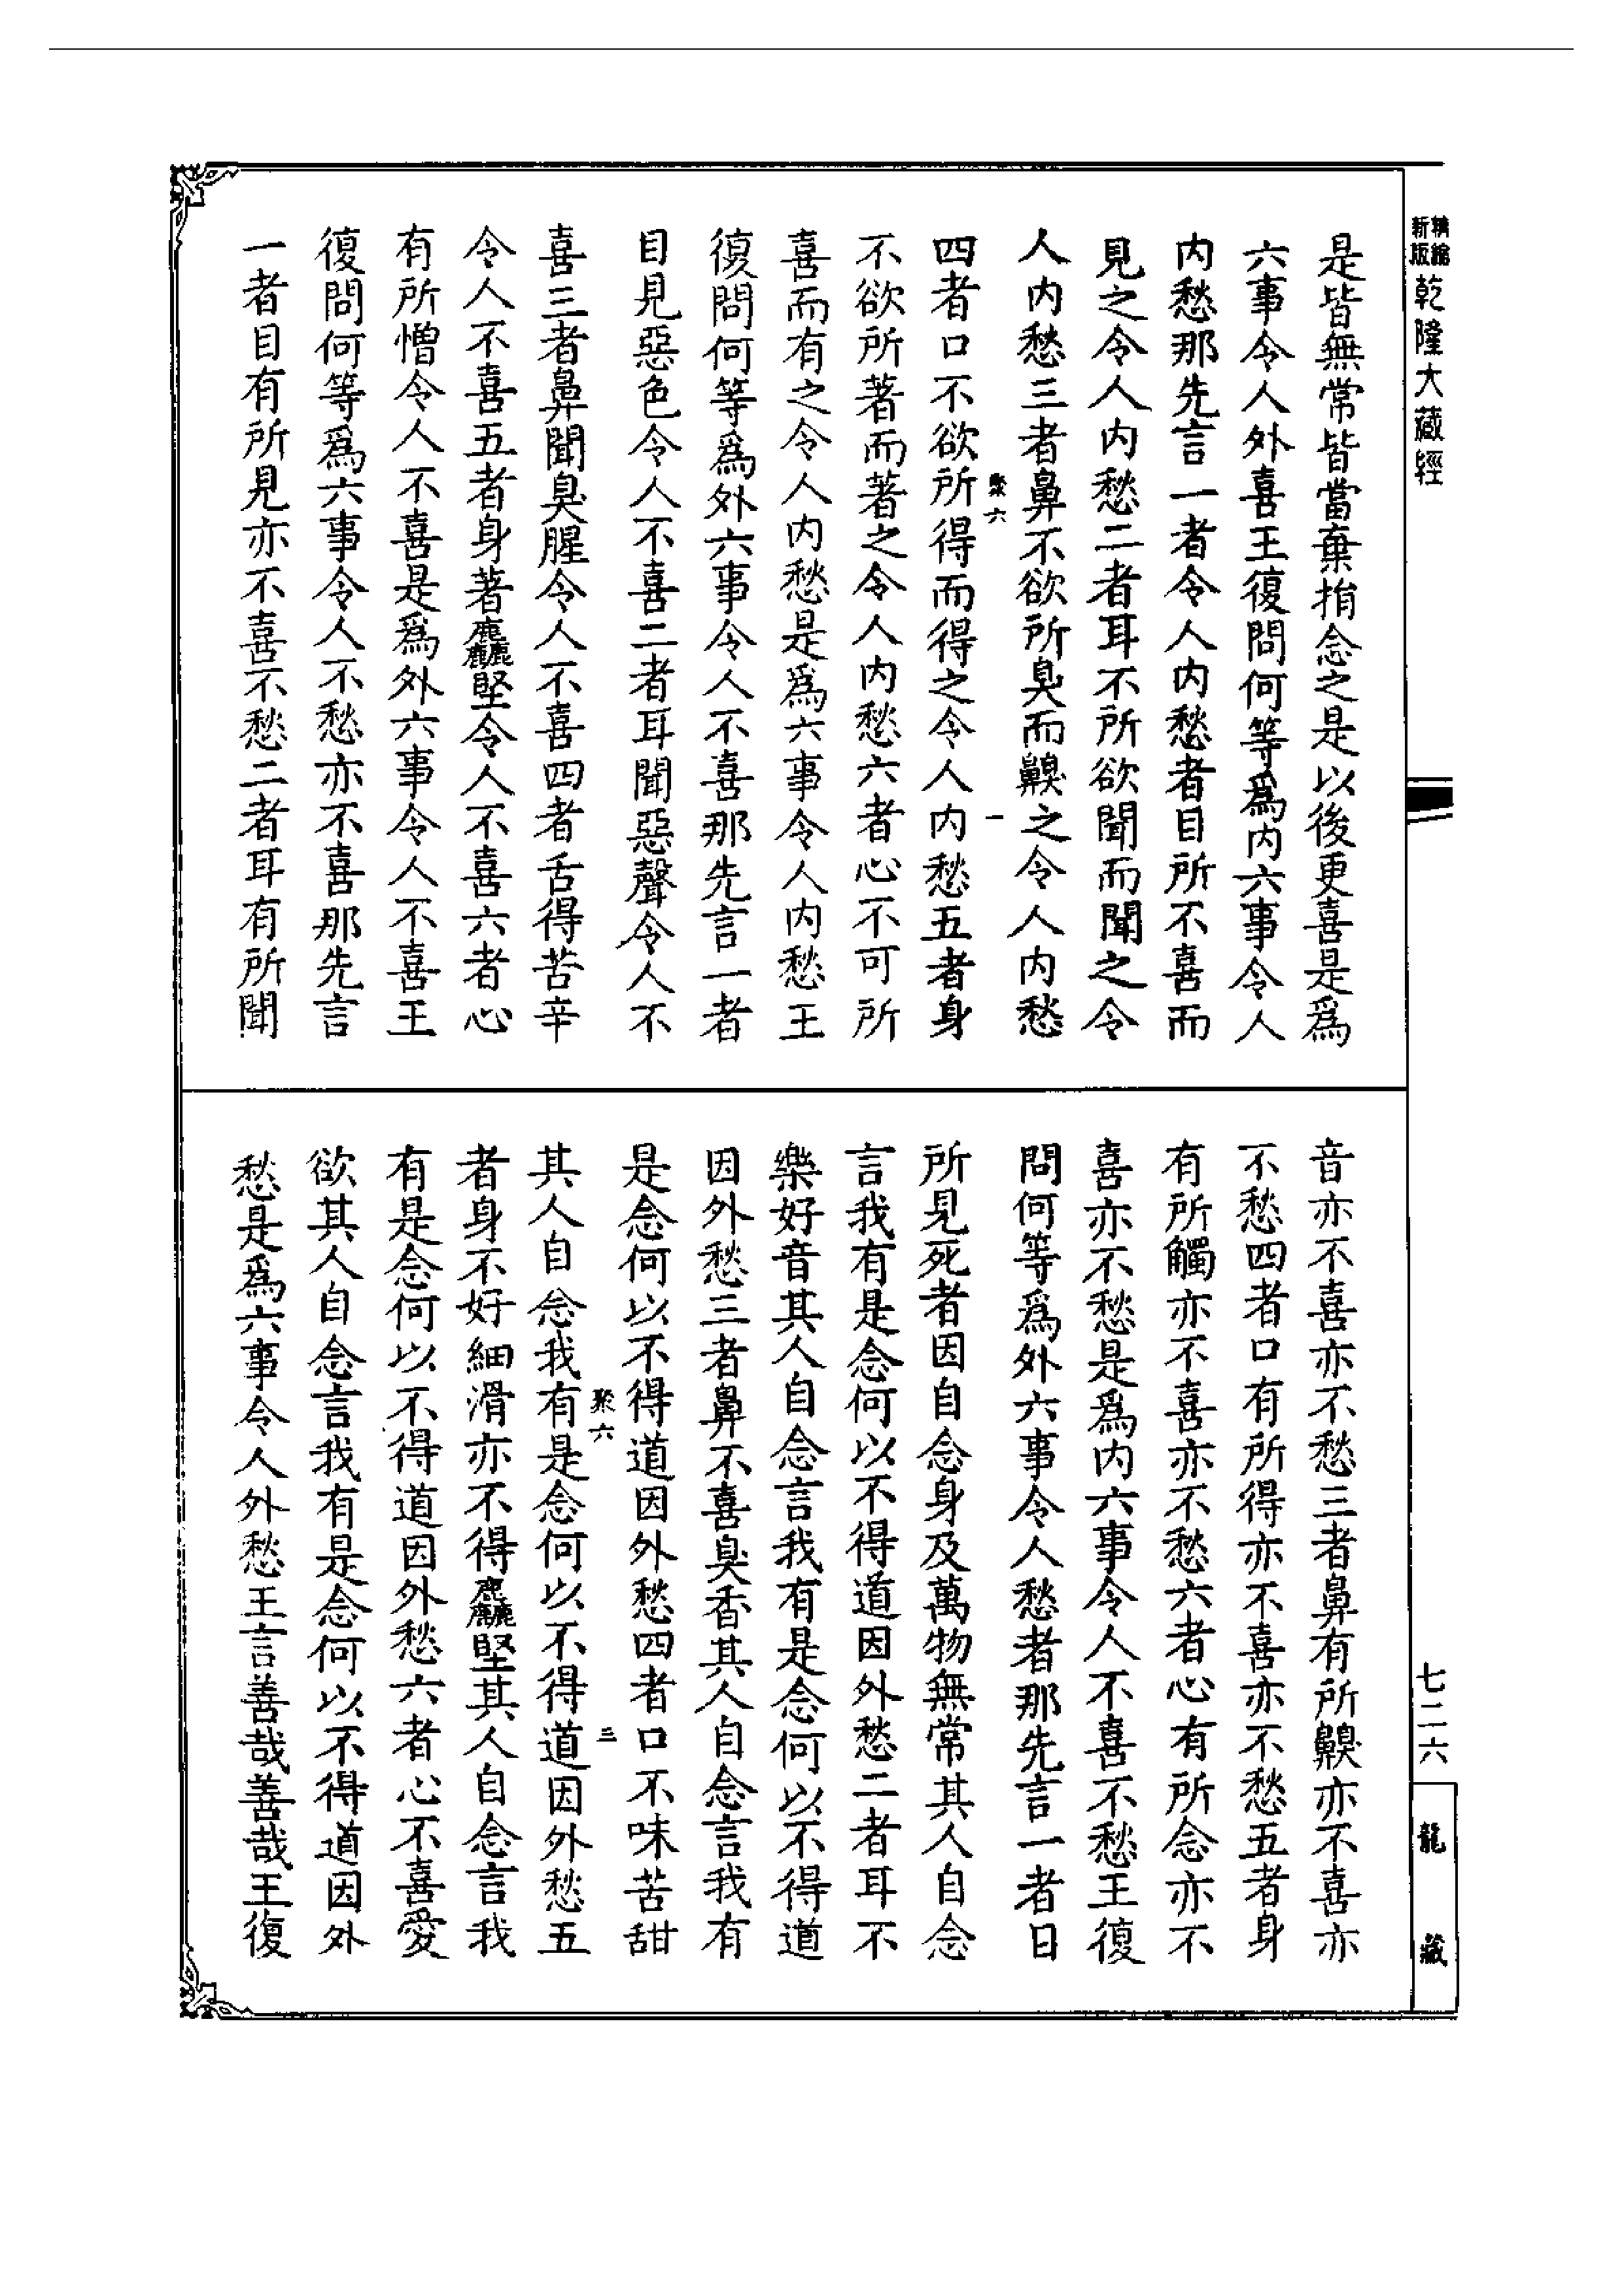 新編
新版
乾隆大藏經
是皆無常皆當棄捐念之是以後更喜是爲
六事令人外喜王復問何等爲内六事令人
内愁那先言一者令人内愁者目所不喜而
見之令人内愁二者耳不所欲聞而聞之令
人内愁三者鼻不欲所臭而齅之令人内愁
四者口不欲所得而得之令人内愁五者身
聚六
一
不欲所著而著之令人内愁六者心不可所
喜而有之令人内愁是爲六事令人内愁王
復問何等爲外六事令人不喜那先言一者
目見惡色令人不喜二者耳聞惡聲令人不
喜三者鼻聞臭腥令人不喜四者舌得苦辛
令人不喜五者身著麤堅令人不喜六者心
有所憎令人不喜是爲外六事令人不喜王
復問何等爲六事令人不愁亦不喜那先言
一者目有所見亦不喜不愁二者耳有所聞
音亦不喜亦不愁三者鼻有所齅亦不喜亦
不愁四者口有所得亦不喜亦不愁五者身
有所觸亦不喜亦不愁六者心有所念亦不
喜亦不愁是爲内六事令人不喜不愁王復
問何等爲外六事令人愁者那先言一者日
所見死者因自念身及萬物無常其人自念
言我有是念何以不得道因外愁二者耳不
樂好音其人自念言我有是念何以不得道
因外愁三者鼻不喜臭香其人自念言我有
是念何以不得道因外愁四者口不味苦甜
聚六
三
其人自念我有是念何以不得道因外愁五
者身不好細滑亦不得麤堅其人自念言我
有是念何以不得道因外愁六者心不喜愛
欲其人自念言我有是念何以不得道因外
愁是爲六事令人外愁王言善哉善哉王復
七二六
龍藏